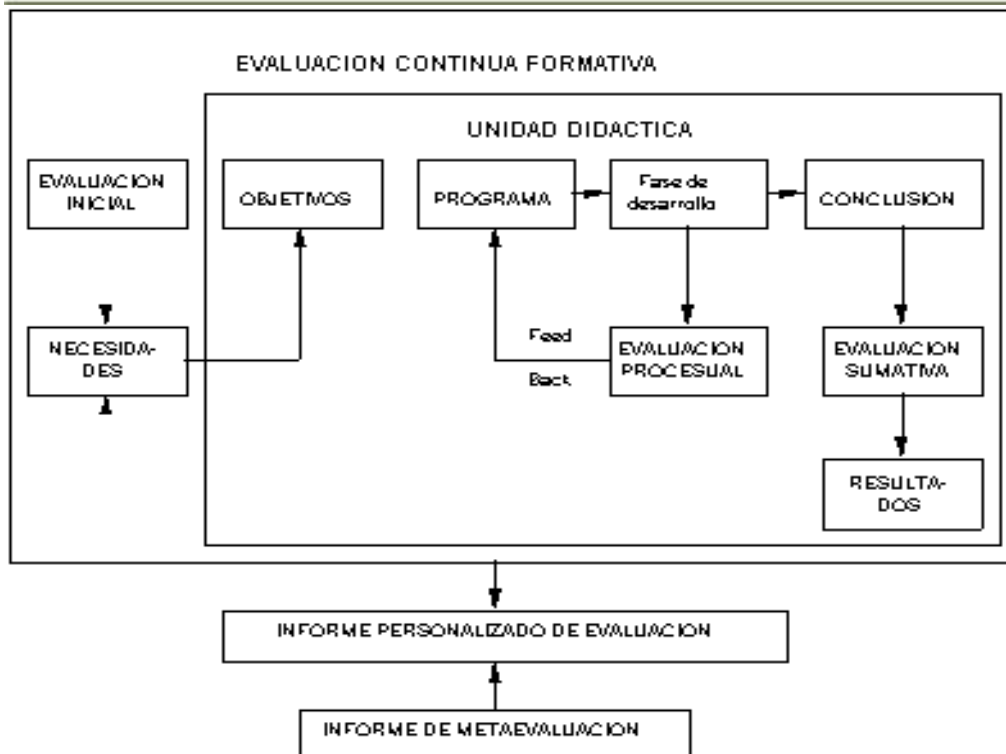 EVALUACION CONTINUA FORMATIVA
UNIDAD DIDACTICA
EVALUACION
INICIAL
OBJETIVOS
PROGRAMA
Fase de
desarrollo
CONCLUSION
NECESIDA-
DES
Feed
Back
EVALUACION
PROCESUAL
EVALUACION
SUMATIVA
RESULTA-
DOS
INFORME PERSONALIZADO DE EVALUACION
INFORME DE METAEVALUACION